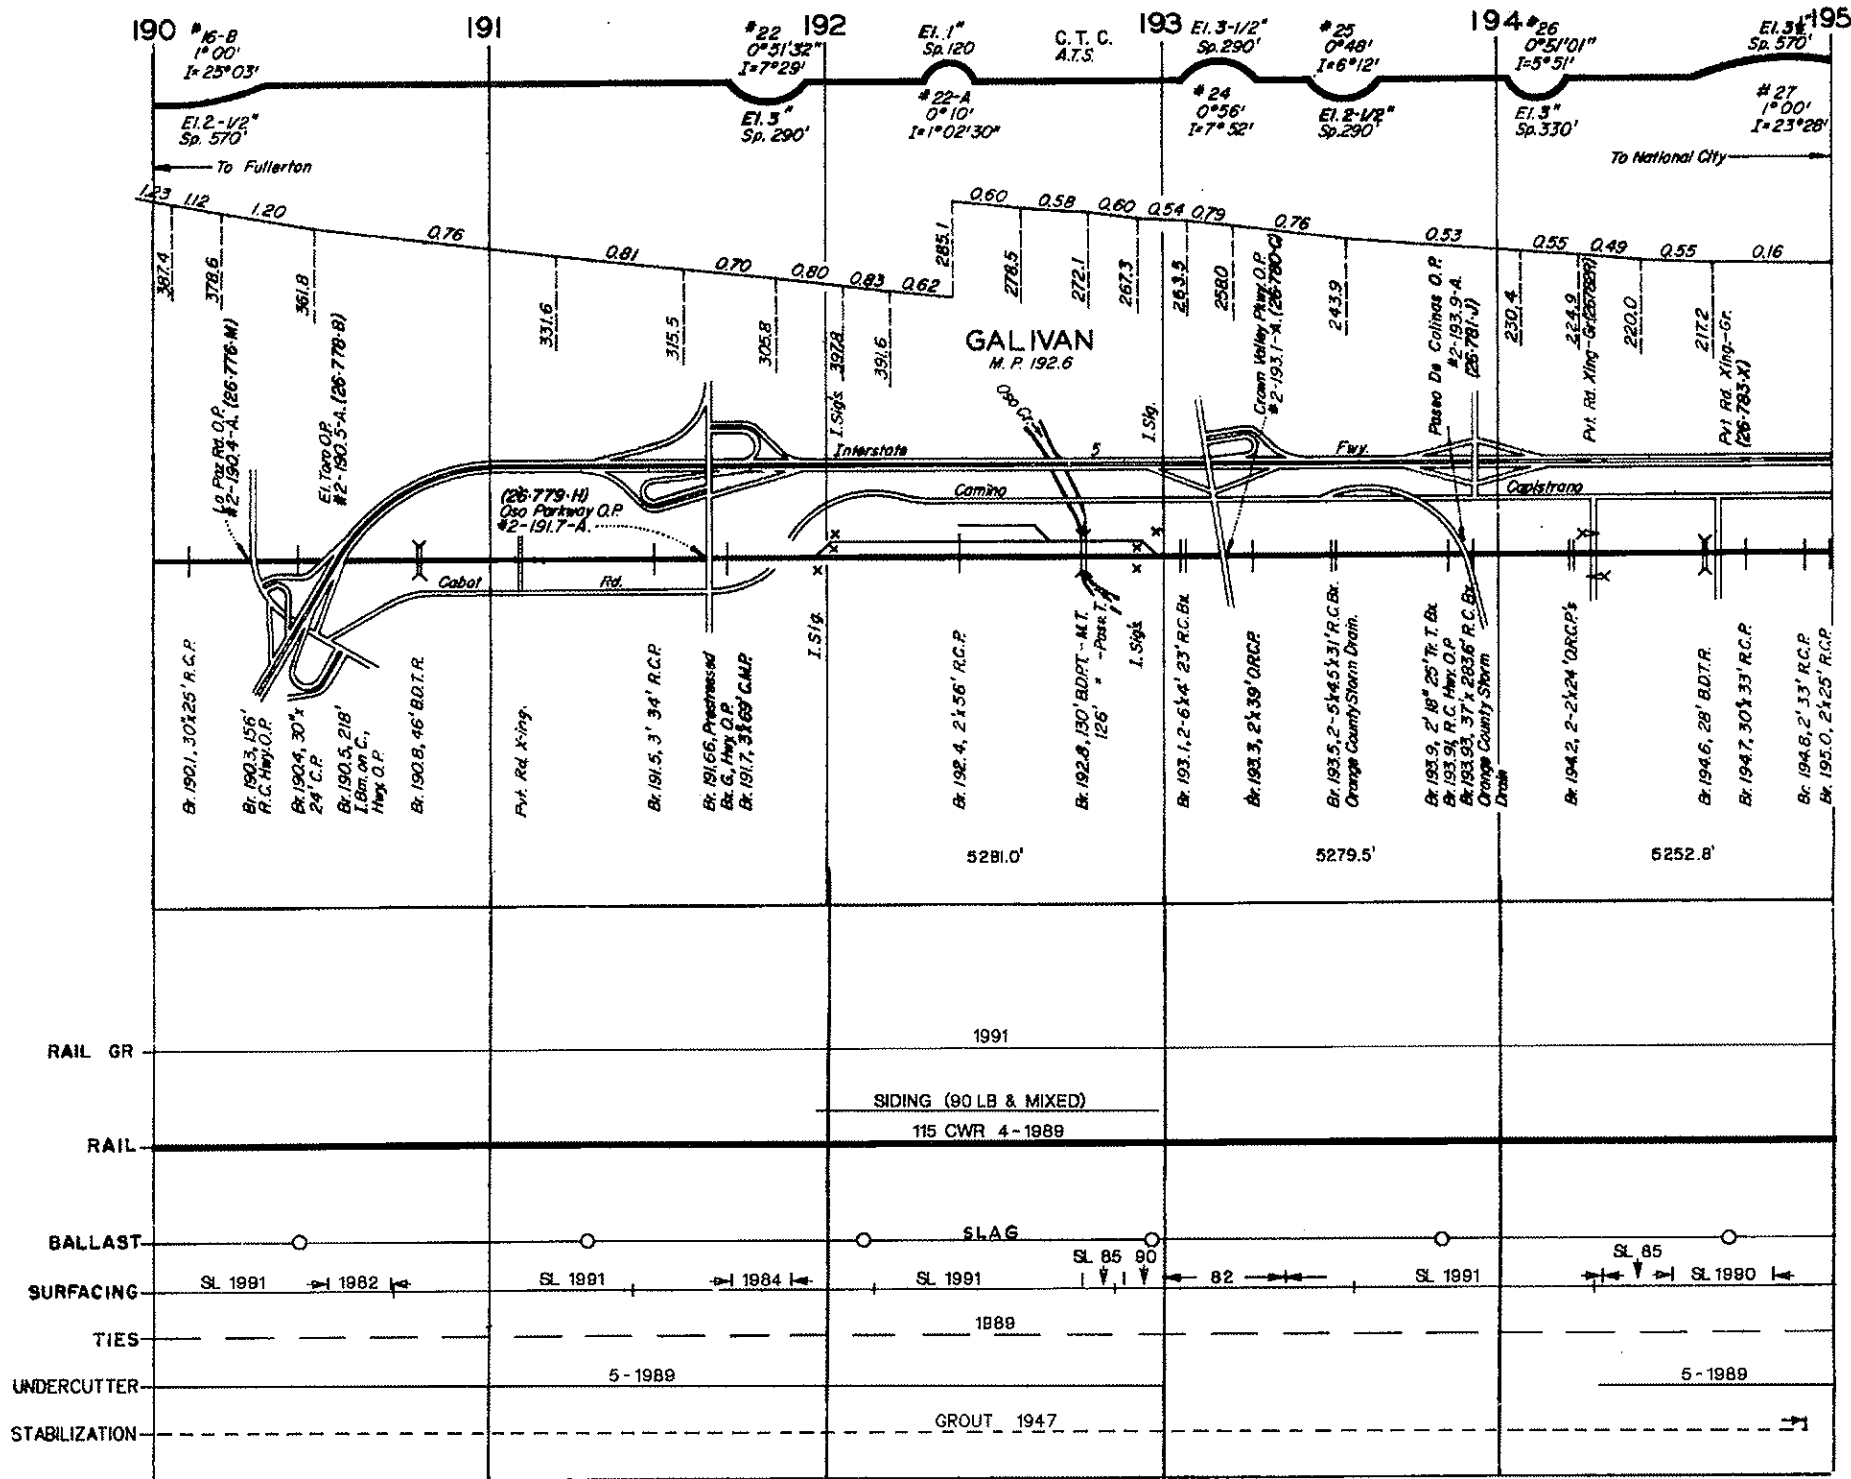 190
191
192
193
194
195
#16-B
1° 00'
I= 25° 03'
El. 2-1/2"
Sp. 570'
#22
0° 51' 32"
I=7° 29'
El. 3"
Sp. 290'
El. 1"
Sp. 120
#22-A
0° 10'
I=1° 02' 30"
C. T. C.
A.T.S.
El. 3-1/2"
Sp. 290'
#24
0° 56'
I=7° 52'
#25
0° 48'
I=6° 12'
El. 2-1/2"
Sp. 290'
#26
0° 51' 01"
I=5° 51'
El. 3"
Sp. 330'
Sp. 570'
#27
1° 00'
I=23° 28'
To Fullerton
To National City
1.23 1.12 1.20 0.76 0.81 0.70 0.80 0.83 0.62 0.60 0.58 0.60 0.54 0.79 0.76 0.53 0.55 0.49 0.55 0.16
387.4
378.6
361.8
331.6
315.5
305.8
397.8
391.6
285.1
278.5
272.1
267.3
263.5
258.0
243.9
230.4
224.9
220.0
217.2
La Paz Rd. O.P.
#2-190.4-A. (26-776-M)
El Toro O.P.
#2-190.5-A. (26-778-B)
(26-779-H)
Oso Parkway O.P.
#2-191.7-A.
I. Sigs.
GALIVAN
M. P. 192.6
Oso Cr.
I. Sig.
Crown Valley Pkwy. O.P.
#2-193.1-A. (26-780-C)
Paseo De Colinas O.P.
#2-193.9-A.
(26-781-J)
Pvt. Rd. Xing-Gr.
Pvt. Rd. Xing.-Gr.
(26-783-X)
Interstate 5 Fwy.
Camino Capistrano
Cabot Rd.
I. Sig.
I. Sigs.
Br. 190.1, 30"x 25' R.C.P.
Br. 190.3, 156'
R.C. Hwy. O.P.
Br. 190.4, 30"x
24' C.P.
Br. 190.5, 218'
I. Bm. on C.,
Hwy. O.P.
Br. 190.8, 46' B.D.T.R.
Pvt. Rd. X-ing.
Br. 191.5, 3' 34' R.C.P.
Br. 191.66, Prestressed
Bx. G., Hwy. O.P.
Br. 191.7, 3'x 69' C.M.P.
Br. 192.4, 2'x 56' R.C.P.
Br. 192.8, 130' B.D.P.T. - M.T.
126' " - Pass. T.
Br. 193.1, 2-6'x4' 23' R.C. Bx.
Br. 193.3, 2'x 39' O.R.C.P.
Br. 193.5, 2-5'x4.5'x31' R.C. Bx.
Orange County Storm Drain.
Br. 193.9, 2' 18" 25' Tr. T. Bx.
Br. 193.91, R.C. Hwy. O.P.
Br. 193.93, 37'x 283.6' R.C. Bx.
Orange County Storm
Drain
Br. 194.2, 2-2'x24' O.R.C.P.'s
Br. 194.6, 28' B.D.T.R.
Br. 194.7, 30"x 33' R.C.P.
Br. 194.8, 2' 33' R.C.P.
Br. 195.0, 2'x 25' R.C.P.
5281.0'
5279.5'
5252.8'
RAIL GR
1991
SIDING (90 LB & MIXED)
RAIL
115 CWR 4-1989
BALLAST
SLAG
SURFACING
SL 1991 1982 SL 1991 1984 SL 1991 SL 85 90 82 SL 1991 SL 85 SL 1990
TIES
1989
UNDERCUTTER
5-1989
5-1989
STABILIZATION
GROUT 1947